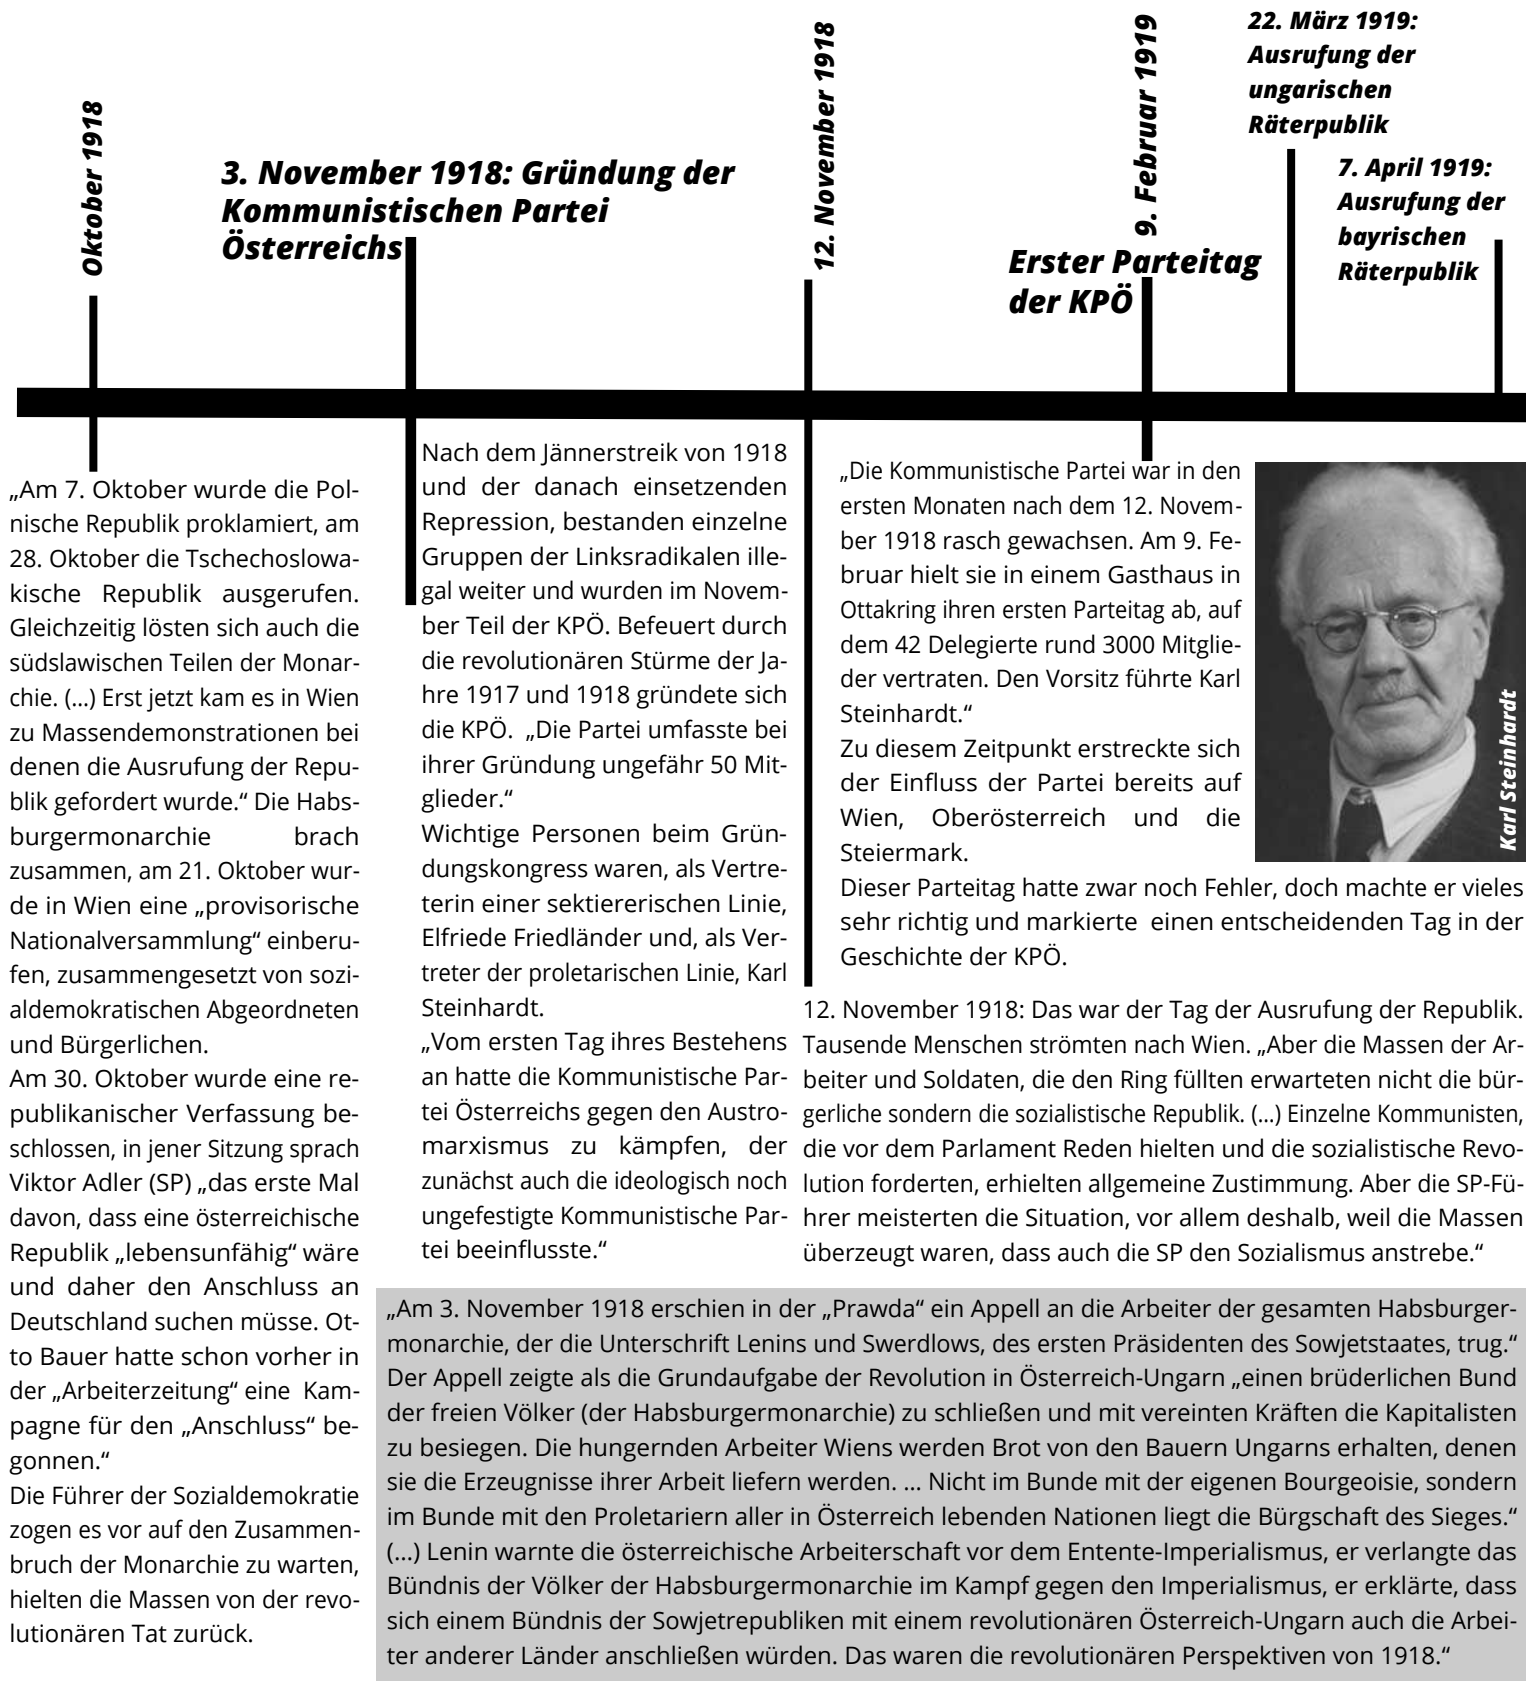 Oktober 1918
3. November 1918: Gründung der
Kommunistischen Partei
Österreichs
12. November 1918
9. Februar 1919
Erster Parteitag
der KPÖ
22. März 1919:
Ausrufung der
ungarischen
Räterpublik
7. April 1919:
Ausrufung der
bayrischen
Räterpublik
„Am 7. Oktober wurde die Pol-
nische Republik proklamiert, am
28. Oktober die Tschechoslowa-
kische Republik ausgerufen.
Gleichzeitig lösten sich auch die
südslawischen Teilen der Monar-
chie. (...) Erst jetzt kam es in Wien
zu Massendemonstrationen bei
denen die Ausrufung der Repu-
blik gefordert wurde.“ Die Habs-
burgermonarchie brach
zusammen, am 21. Oktober wur-
de in Wien eine „provisorische
Nationalversammlung“ einberu-
fen, zusammengesetzt von sozi-
aldemokratischen Abgeordneten
und Bürgerlichen.
Am 30. Oktober wurde eine re-
publikanischer Verfassung be-
schlossen, in jener Sitzung sprach
Viktor Adler (SP) „das erste Mal
davon, dass eine österreichische
Republik „lebensunfähig“ wäre
und daher den Anschluss an
Deutschland suchen müsse. Ot-
to Bauer hatte schon vorher in
der „Arbeiterzeitung“ eine Kam-
pagne für den „Anschluss“ be-
gonnen.“
Die Führer der Sozialdemokratie
zogen es vor auf den Zusammen-
bruch der Monarchie zu warten,
hielten die Massen von der revo-
lutionären Tat zurück.
Nach dem Jännerstreik von 1918
und der danach einsetzenden
Repression, bestanden einzelne
Gruppen der Linksradikalen ille-
gal weiter und wurden im Novem-
ber Teil der KPÖ. Befeuert durch
die revolutionären Stürme der Ja-
hre 1917 und 1918 gründete sich
die KPÖ. „Die Partei umfasste bei
ihrer Gründung ungefähr 50 Mit-
glieder.“
Wichtige Personen beim Grün-
dungskongress waren, als Vertre-
terin einer sektiererischen Linie,
Elfriede Friedländer und, als Ver-
treter der proletarischen Linie, Karl
Steinhardt.
„Vom ersten Tag ihres Bestehens
an hatte die Kommunistische Par-
tei Österreichs gegen den Austro-
marxismus zu kämpfen, der
zunächst auch die ideologisch noch
ungefestigte Kommunistische Par-
tei beeinflusste.“
„Die Kommunistische Partei war in den
ersten Monaten nach dem 12. Novem-
ber 1918 rasch gewachsen. Am 9. Fe-
bruar hielt sie in einem Gasthaus in
Ottakring ihren ersten Parteitag ab, auf
dem 42 Delegierte rund 3000 Mitglie-
der vertraten. Den Vorsitz führte Karl
Steinhardt.“
Zu diesem Zeitpunkt erstreckte sich
der Einfluss der Partei bereits auf
Wien, Oberösterreich und die
Steiermark.
Dieser Parteitag hatte zwar noch Fehler, doch machte er vieles
sehr richtig und markierte einen entscheidenden Tag in der
Geschichte der KPÖ.
Karl Steinhardt
12. November 1918: Das war der Tag der Ausrufung der Republik.
Tausende Menschen strömten nach Wien. „Aber die Massen der Ar-
beiter und Soldaten, die den Ring füllten erwarteten nicht die bür-
gerliche sondern die sozialistische Republik. (...) Einzelne Kommunisten,
die vor dem Parlament Reden hielten und die sozialistische Revo-
lution forderten, erhielten allgemeine Zustimmung. Aber die SP-Fü-
hrer meisterten die Situation, vor allem deshalb, weil die Massen
überzeugt waren, dass auch die SP den Sozialismus anstrebe.“
„Am 3. November 1918 erschien in der „Prawda“ ein Appell an die Arbeiter der gesamten Habsburger-
monarchie, der die Unterschrift Lenins und Swerdlows, des ersten Präsidenten des Sowjetstaates, trug.“
Der Appell zeigte als die Grundaufgabe der Revolution in Österreich-Ungarn „einen brüderlichen Bund
der freien Völker (der Habsburgermonarchie) zu schließen und mit vereinten Kräften die Kapitalisten
zu besiegen. Die hungernden Arbeiter Wiens werden Brot von den Bauern Ungarns erhalten, denen
sie die Erzeugnisse ihrer Arbeit liefern werden. ... Nicht im Bunde mit der eigenen Bourgeoisie, sondern
im Bunde mit den Proletariern aller in Österreich lebenden Nationen liegt die Bürgschaft des Sieges.“
(...) Lenin warnte die österreichische Arbeiterschaft vor dem Entente-Imperialismus, er verlangte das
Bündnis der Völker der Habsburgermonarchie im Kampf gegen den Imperialismus, er erklärte, dass
sich einem Bündnis der Sowjetrepubliken mit einem revolutionären Österreich-Ungarn auch die Arbei-
ter anderer Länder anschließen würden. Das waren die revolutionären Perspektiven von 1918.“